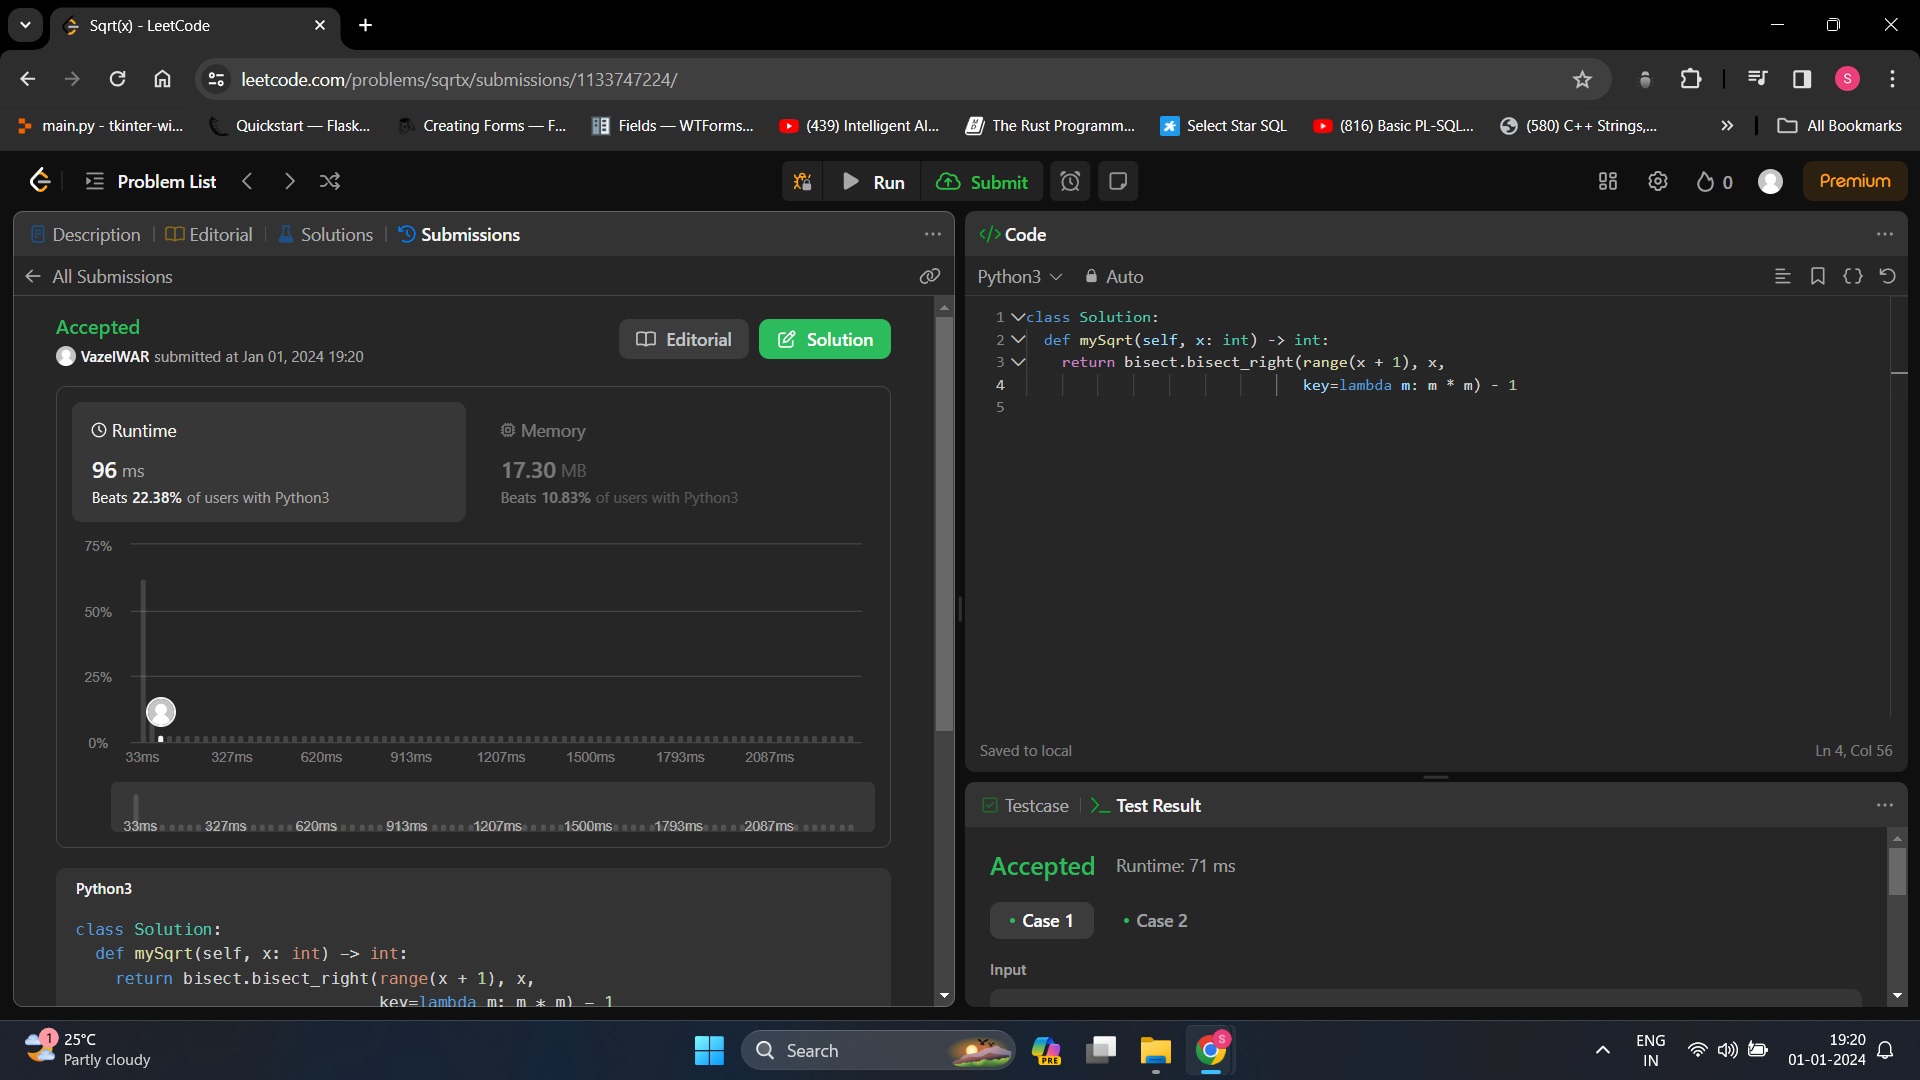 Sqrt(x) - LeetCode
leetcode.com/problems/sqrtx/submissions/1133747224/
S
main.py - tkinter-wi...
Quickstart — Flask...
Creating Forms — F...
Fields — WTForms...
(439) Intelligent AI...
The Rust Programm...
Select Star SQL
(816) Basic PL-SQL...
(580) C++ Strings,...
All Bookmarks
Problem List
Run
Submit
0
Premium
Description
Editorial
Solutions
Submissions
All Submissions
Accepted
VazelWAR submitted at Jan 01, 2024 19:20
Editorial
Solution
Runtime
96 ms
Beats 22.38% of users with Python3
Memory
17.30 MB
Beats 10.83% of users with Python3
75%
50%
25%
0%
33ms 327ms 620ms 913ms 1207ms 1500ms 1793ms 2087ms
33ms 327ms 620ms 913ms 1207ms 1500ms 1793ms 2087ms
Python3
class Solution:
def mySqrt(self, x: int) -> int:
return bisect.bisect_right(range(x + 1), x,
key=lambda m: m * m) - 1
</> Code
Python3
Auto
1 class Solution:
2 def mySqrt(self, x: int) -> int:
3 return bisect.bisect_right(range(x + 1), x,
4 key=lambda m: m * m) - 1
5
Saved to local
Ln 4, Col 56
Testcase
Test Result
Accepted Runtime: 71 ms
• Case 1
• Case 2
Input
1
25°C
Partly cloudy
Search
PRE
S
ENG
IN
19:20
01-01-2024